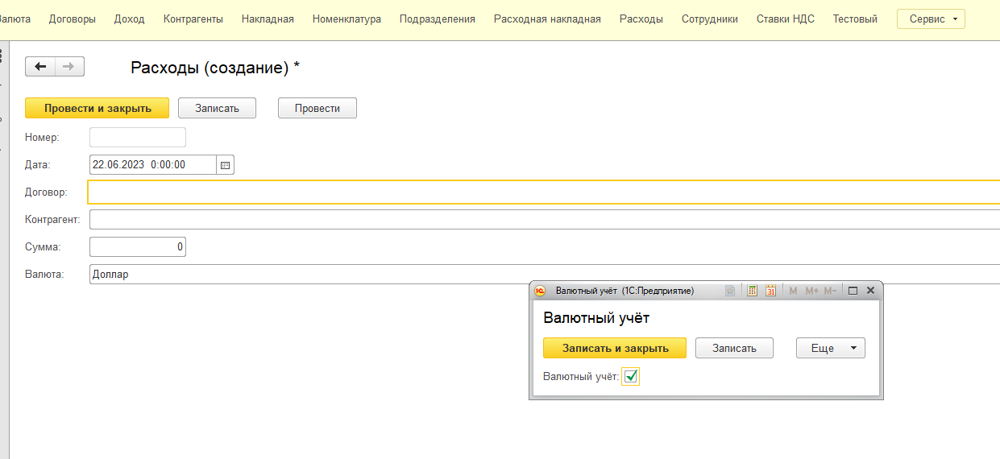 Валюта Договоры Доход Контрагенты Накладная Номенклатура Подразделения Расходная накладная Расходы Сотрудники Ставки НДС Тестовый Сервис
Расходы (создание) *
Провести и закрыть Записать Провести
Номер:
Дата: 22.06.2023 0:00:00
Договор:
Контрагент:
Сумма: 0
Валюта: Доллар
1С Валютный учёт (1С:Предприятие) 31 M M+ M-
Валютный учёт
Записать и закрыть Записать Еще
Валютный учёт: